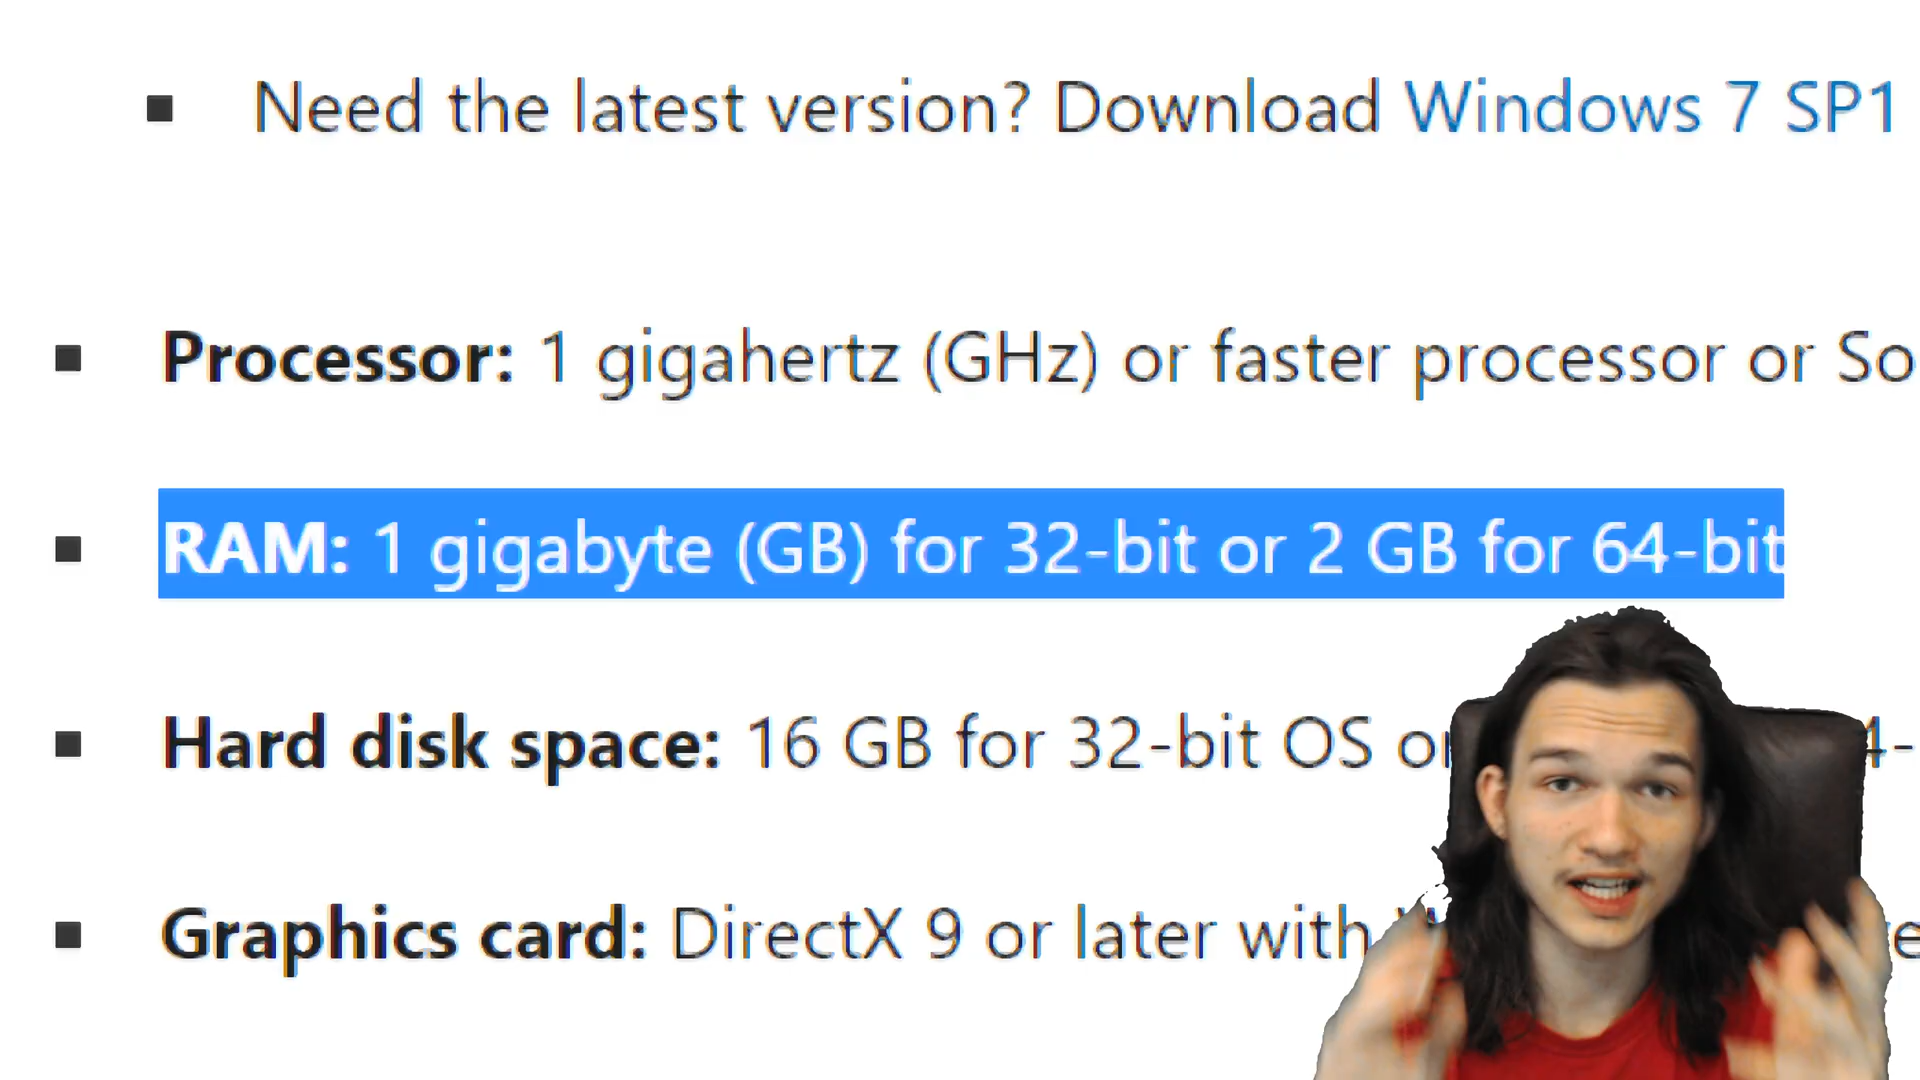 Need the latest version? Download Windows 7 SP1
Processor: 1 gigahertz (GHz) or faster processor or So
RAM: 1 gigabyte (GB) for 32-bit or 2 GB for 64-bit
Hard disk space: 16 GB for 32-bit OS or 4-
Graphics card: DirectX 9 or later with